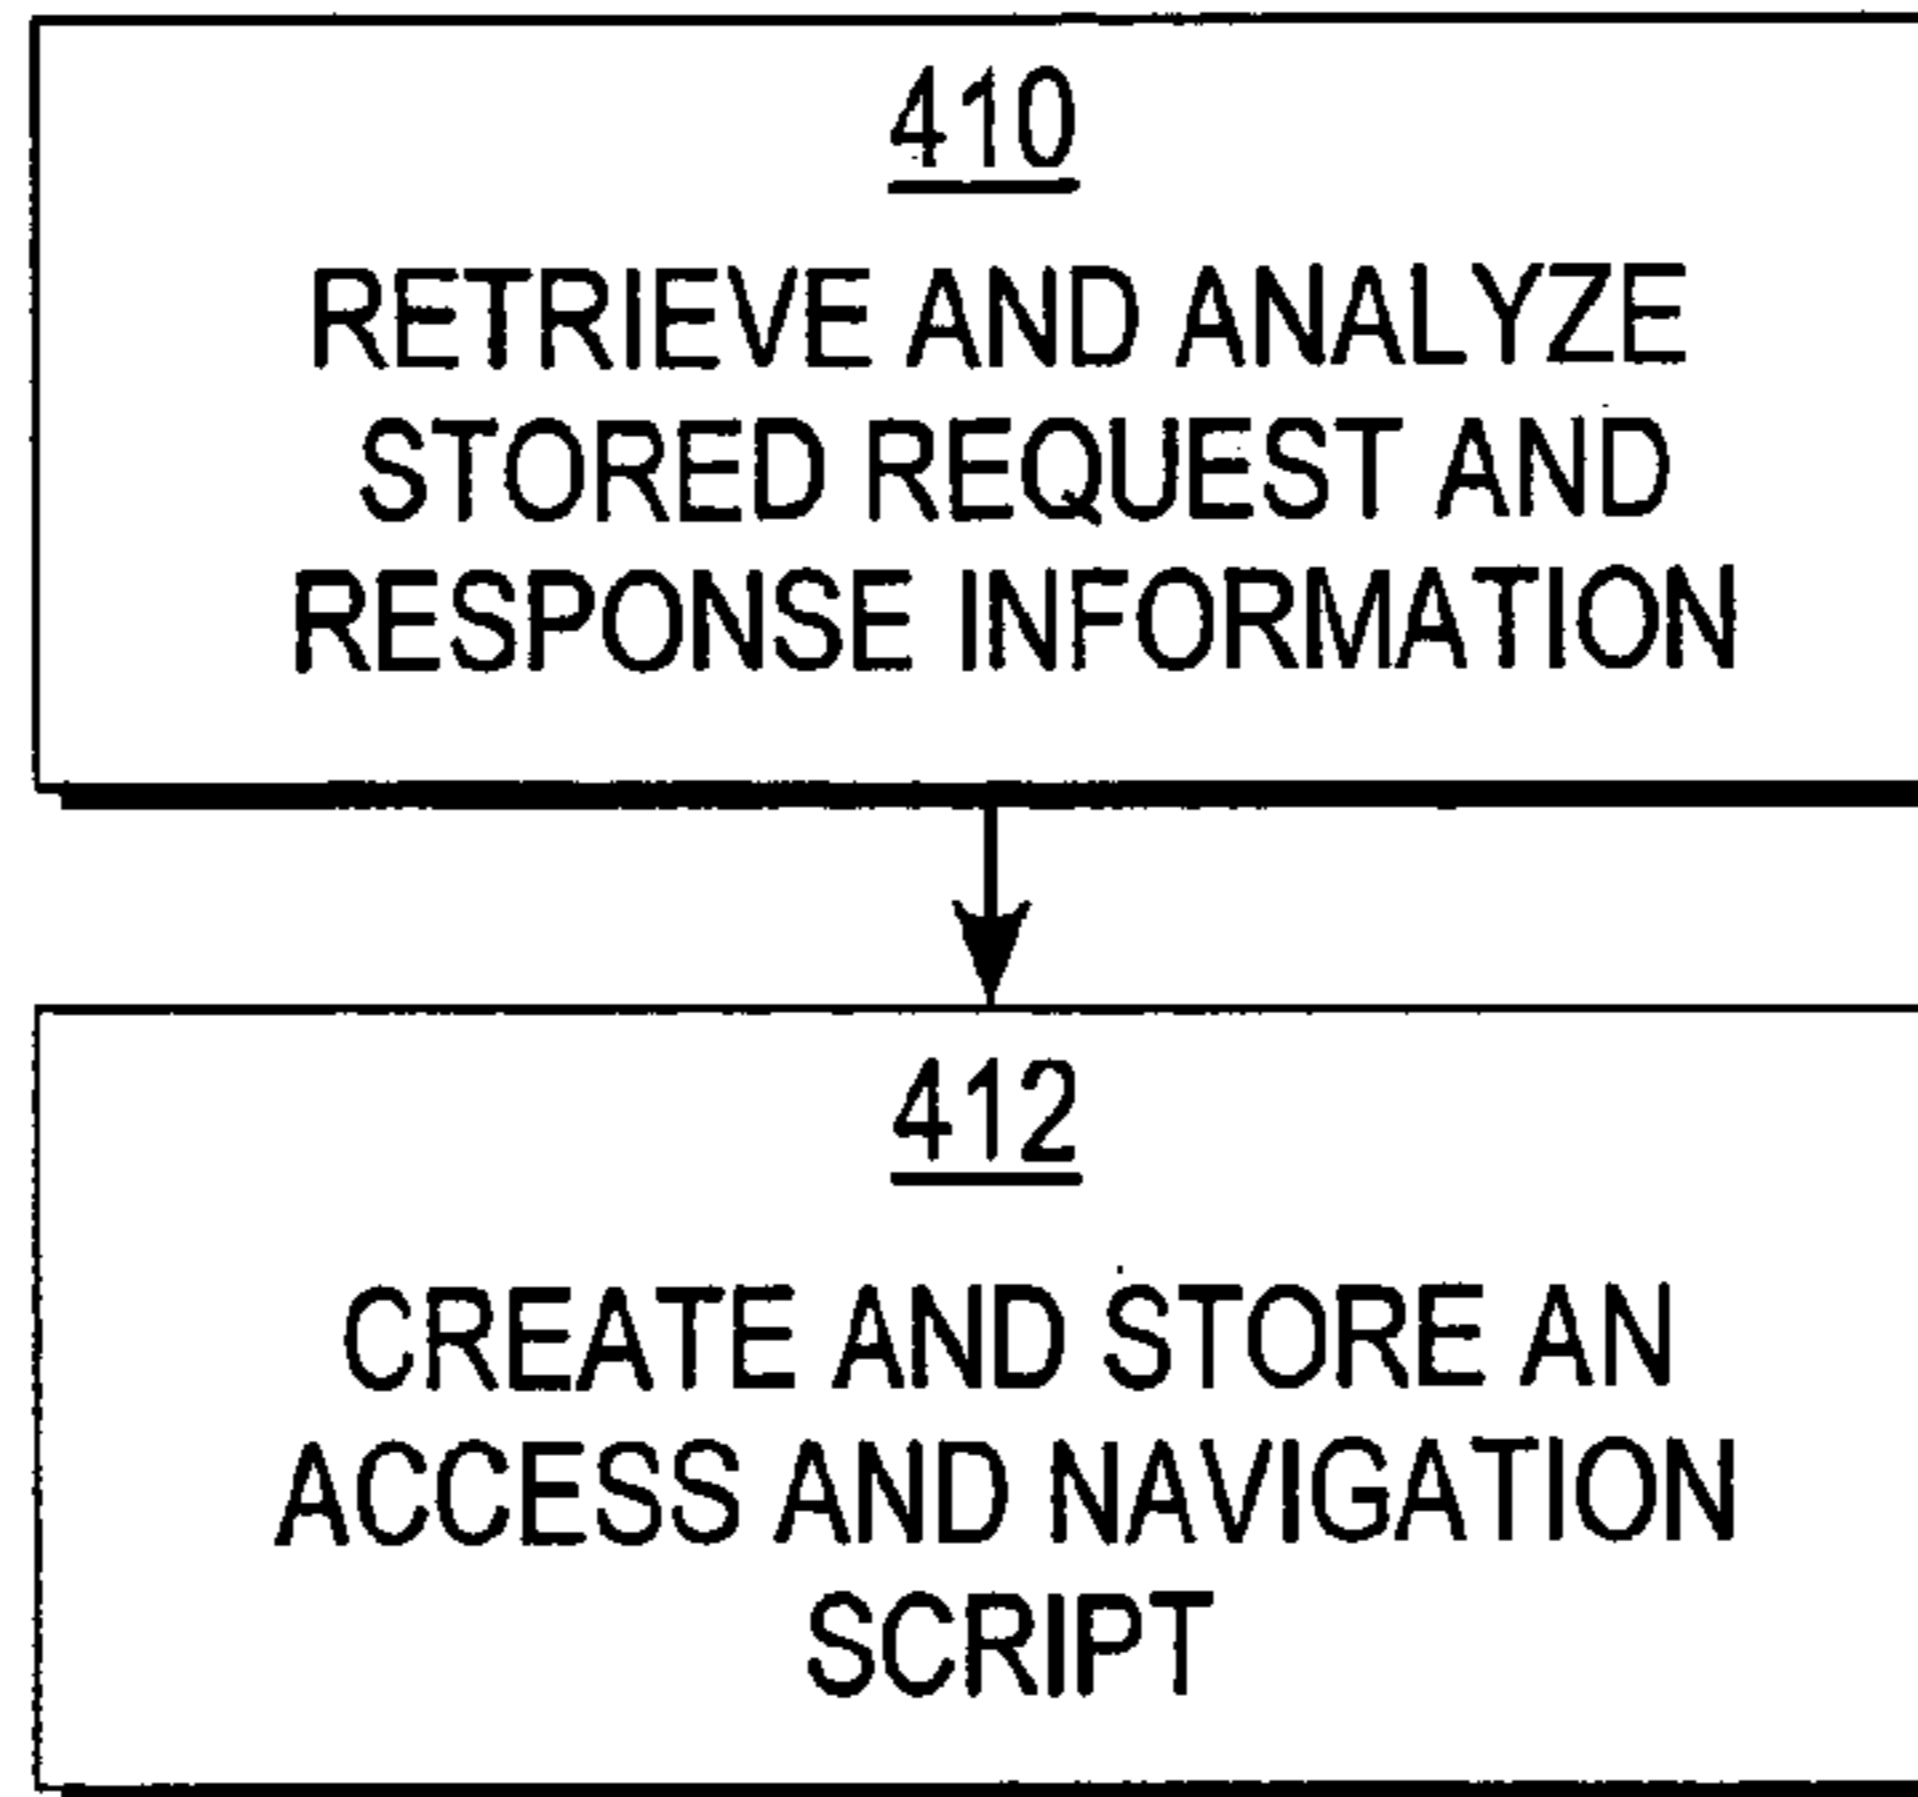 410
RETRIEVE AND ANALYZE
STORED REQUEST AND
RESPONSE INFORMATION
412
CREATE AND STORE AN
ACCESS AND NAVIGATION
SCRIPT